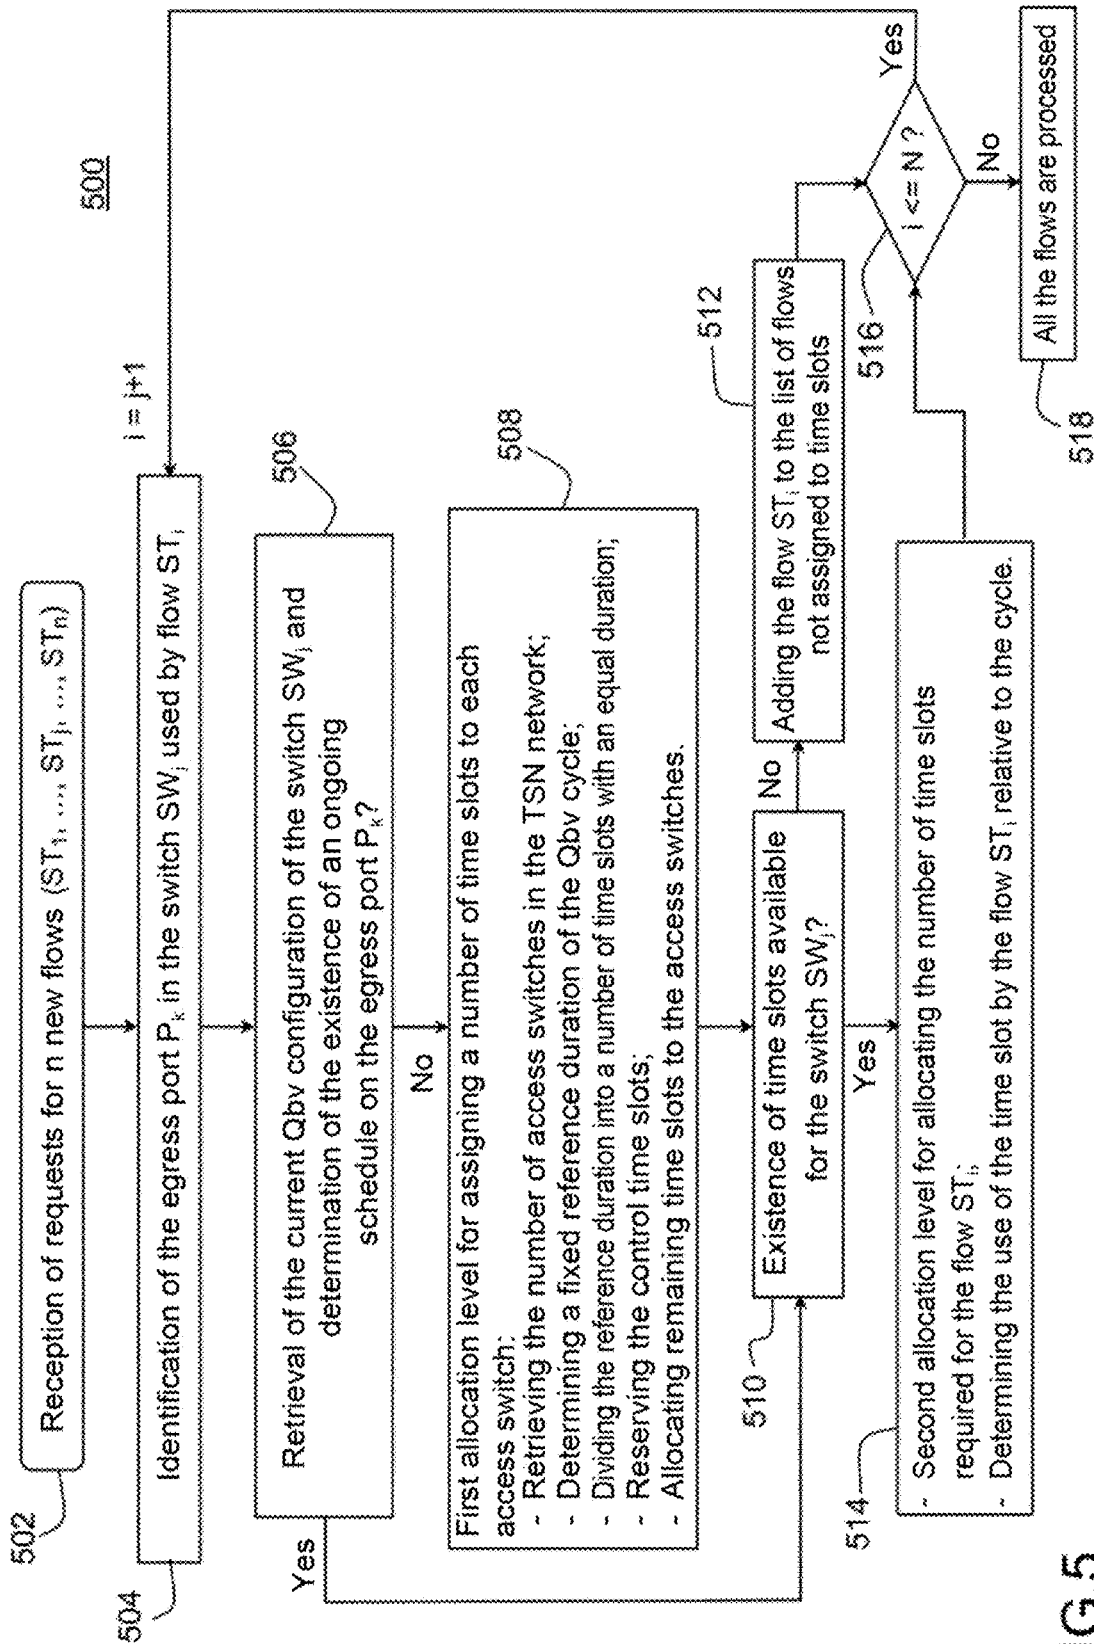 500
502
Reception of requests for n new flows (ST₁, ..., STⱼ, ..., STₙ)
i = j+1
504
Identification of the egress port Pₖ in the switch SWⱼ used by flow STᵢ
506
Retrieval of the current Qbv configuration of the switch SWⱼ and
determination of the existence of an ongoing
schedule on the egress port Pₖ?
Yes
No
508
First allocation level for assigning a number of time slots to each
access switch:
- Retrieving the number of access switches in the TSN network;
- Determining a fixed reference duration of the Qbv cycle;
- Dividing the reference duration into a number of time slots with an equal duration;
- Reserving the control time slots;
- Allocating remaining time slots to the access switches.
510
Existence of time slots available
for the switch SWⱼ?
No
Yes
512
Adding the flow STᵢ to the list of flows
not assigned to time slots
514
- Second allocation level for allocating the number of time slots
required for the flow STᵢ;
- Determining the use of the time slot by the flow STᵢ relative to the cycle.
516
i <= N ?
Yes
No
518
All the flows are processed
G.5